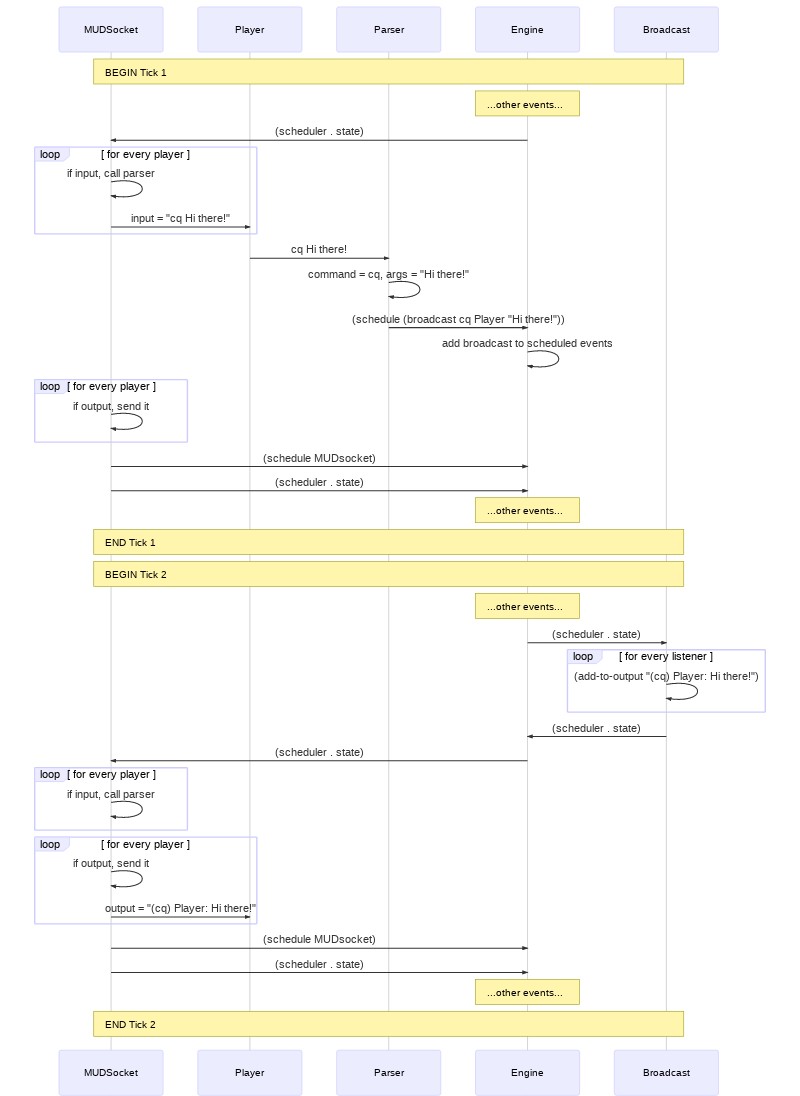 MUDSocket Player Parser Engine Broadcast
BEGIN Tick 1
...other events...
(scheduler . state)
loop [ for every player ]
if input, call parser
input = "cq Hi there!"
cq Hi there!
command = cq, args = "Hi there!"
(schedule (broadcast cq Player "Hi there!"))
add broadcast to scheduled events
loop [ for every player ]
if output, send it
(schedule MUDsocket)
(scheduler . state)
...other events...
END Tick 1
BEGIN Tick 2
...other events...
(scheduler . state)
loop [ for every listener ]
(add-to-output "(cq) Player: Hi there!")
(scheduler . state)
(scheduler . state)
loop [ for every player ]
if input, call parser
loop [ for every player ]
if output, send it
output = "(cq) Player: Hi there!"
(schedule MUDsocket)
(scheduler . state)
...other events...
END Tick 2
MUDSocket Player Parser Engine Broadcast